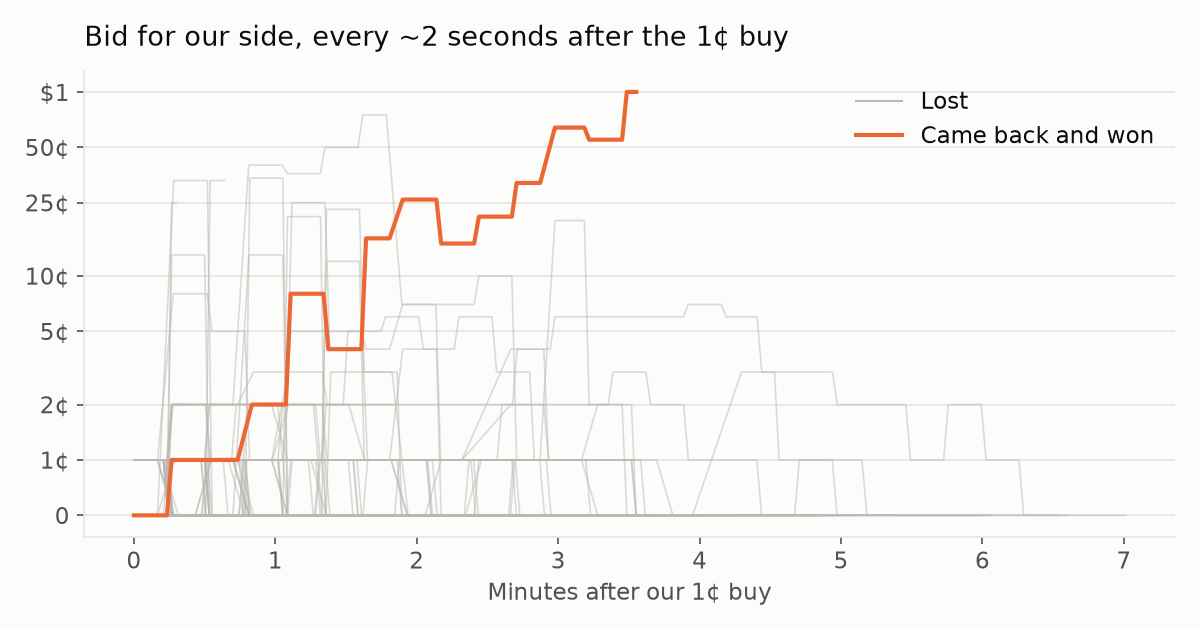 Bid for our side, every ~2 seconds after the 1¢ buy
$1
50¢
25¢
10¢
5¢
2¢
1¢
0
Lost
Came back and won
0 1 2 3 4 5 6 7
Minutes after our 1¢ buy